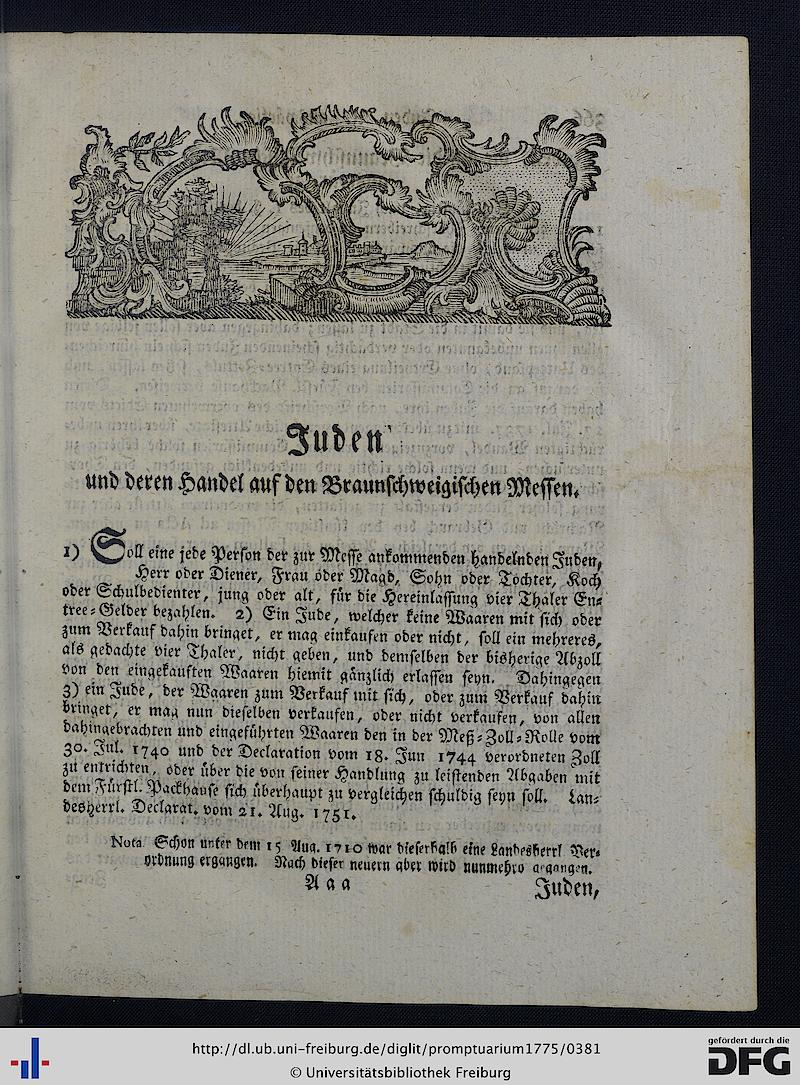 Juden
und deren Handel auf den Braunschweigischen Messen.
1) Soll eine jede Person der zur Messe ankommenden handelnden Juden,
Herr oder Diener, Frau oder Magd, Sohn oder Tochter, Koch
oder Schulbedienter, jung oder alt, für die Hereinlassung vier Thaler En-
tree-Gelder bezahlen. 2) Ein Jude, welcher keine Waaren mit sich oder
zum Verkauf dahin bringet, er mag einkaufen oder nicht, soll ein mehreres,
als gedachte vier Thaler, nicht geben, und demselben der bisherige Abzoll
von den eingekauften Waaren hiemit gänzlich erlassen seyn. Dahingegen
3) ein Jude, der Waaren zum Verkauf mit sich, oder zum Verkauf dahin
bringet, er mag nun dieselben verkaufen, oder nicht verkaufen, von allen
dahingebrachten und eingeführten Waaren den in der Meß-Zoll-Rolle vom
30. Jul. 1740 und der Declaration vom 18. Jun 1744 verordneten Zoll
zu entrichten, oder über die von seiner Handlung zu leistenden Abgaben mit
dem Fürstl. Packhause sich überhaupt zu vergleichen schuldig seyn soll. Lan-
desherrl. Declarat. vom 21. Aug. 1751.
Nota Schon unter dem 15 Aug. 1710 war dieserhalb eine Landesherrl Ver-
ordnung ergangen. Nach dieser neuern aber wird nunmehro gegangen.
A a a
Juden,
http://dl.ub.uni-freiburg.de/diglit/promptuarium1775/0381
© Universitätsbibliothek Freiburg
gefördert durch die
DFG